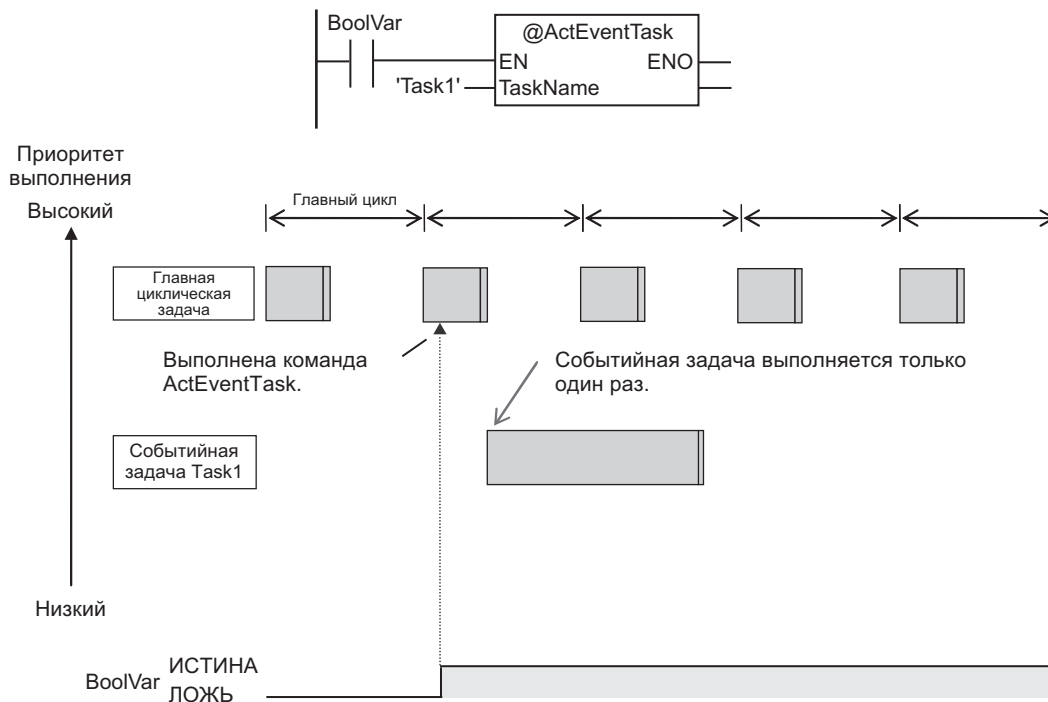 BoolVar
@ActEventTask
EN ENO
'Task1' TaskName
Приоритет
выполнения
Высокий
Главный цикл
Главная
циклическая
задача
Выполнена команда
ActEventTask.
Событийная задача выполняется только
один раз.
Событийная
задача Task1
Низкий
BoolVar
ИСТИНА
ЛОЖЬ